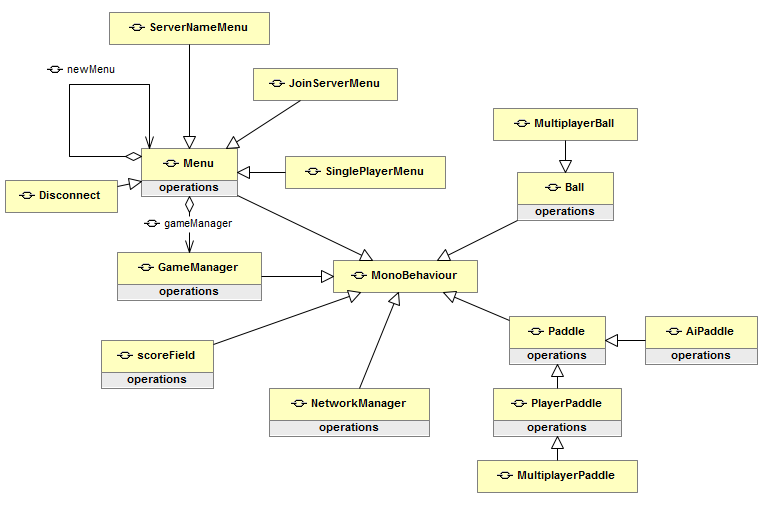 ServerNameMenu
newMenu
JoinServerMenu
MultiplayerBall
Menu
operations
SinglePlayerMenu
Disconnect
Ball
operations
gameManager
GameManager
operations
MonoBehaviour
Paddle
operations
AiPaddle
operations
scoreField
operations
NetworkManager
operations
PlayerPaddle
operations
MultiplayerPaddle